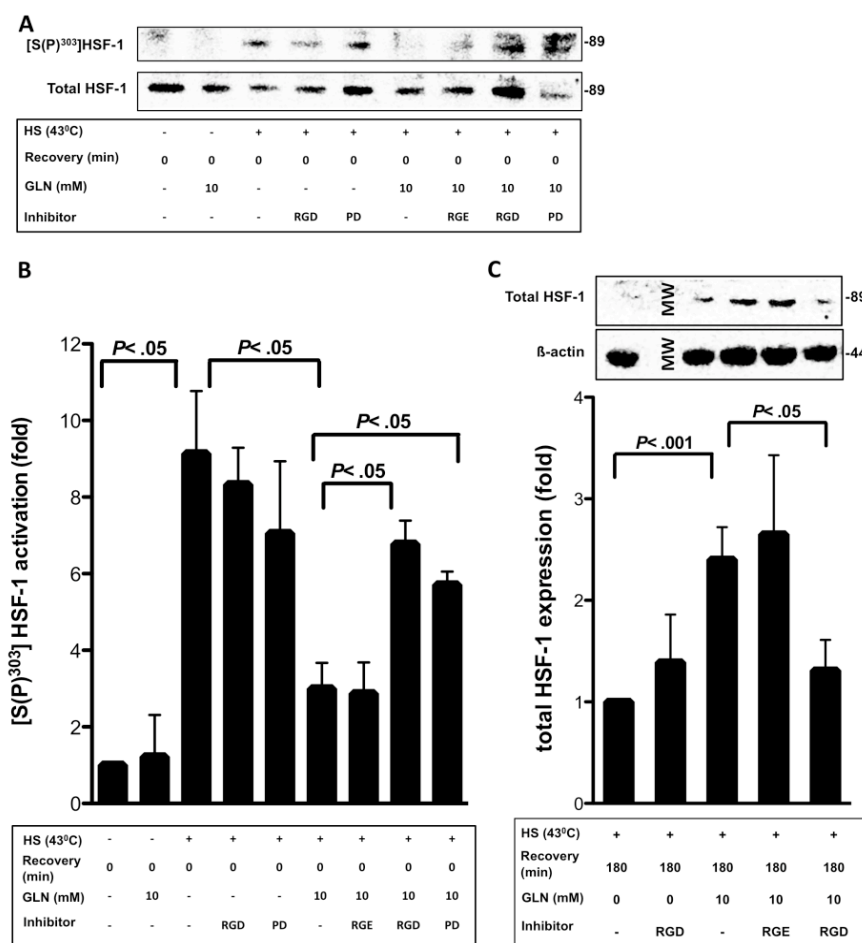 A
[S(P)³⁰³]HSF-1
-89
Total HSF-1
-89
HS (43⁰C) - - + + + + + + +
Recovery (min) 0 0 0 0 0 0 0 0 0
GLN (mM) - 10 - - - 10 10 10 10
Inhibitor - - - RGD PD - RGE RGD PD
B
[S(P)³⁰³] HSF-1 activation (fold)
12
10
8
6
4
2
0
P< .05
P< .05
P< .05
P< .05
HS (43⁰C) - - + + + + + + +
Recovery
(min) 0 0 0 0 0 0 0 0 0
GLN (mM) - 10 - - - 10 10 10 10
Inhibitor - - - RGD PD - RGE RGD PD
C
Total HSF-1
MW
-89
ß-actin
MW
-44
total HSF-1 expression (fold)
4
3
2
1
0
P< .001
P< .05
HS (43⁰C) + + + + +
Recovery
(min) 180 180 180 180 180
GLN (mM) 0 0 10 10 10
Inhibitor - RGD - RGE RGD